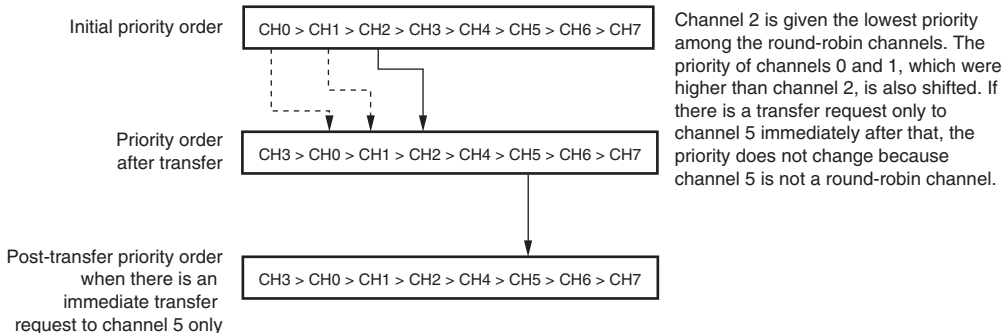 Initial priority order
CH0 > CH1 > CH2 > CH3 > CH4 > CH5 > CH6 > CH7
Channel 2 is given the lowest priority
among the round-robin channels. The
priority of channels 0 and 1, which were
higher than channel 2, is also shifted. If
there is a transfer request only to
channel 5 immediately after that, the
priority does not change because
channel 5 is not a round-robin channel.
Priority order
after transfer
CH3 > CH0 > CH1 > CH2 > CH4 > CH5 > CH6 > CH7
Post-transfer priority order
when there is an
immediate transfer
request to channel 5 only
CH3 > CH0 > CH1 > CH2 > CH4 > CH5 > CH6 > CH7